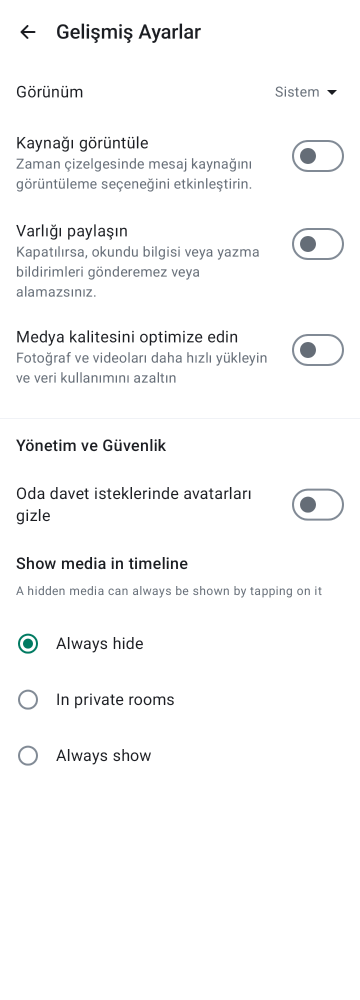 Gelişmiş Ayarlar
Görünüm
Sistem
Kaynağı görüntüle
Zaman çizelgesinde mesaj kaynağını
görüntüleme seçeneğini etkinleştirin.
Varlığı paylaşın
Kapatılırsa, okundu bilgisi veya yazma
bildirimleri gönderemez veya
alamazsınız.
Medya kalitesini optimize edin
Fotoğraf ve videoları daha hızlı yükleyin
ve veri kullanımını azaltın
Yönetim ve Güvenlik
Oda davet isteklerinde avatarları
gizle
Show media in timeline
A hidden media can always be shown by tapping on it
Always hide
In private rooms
Always show